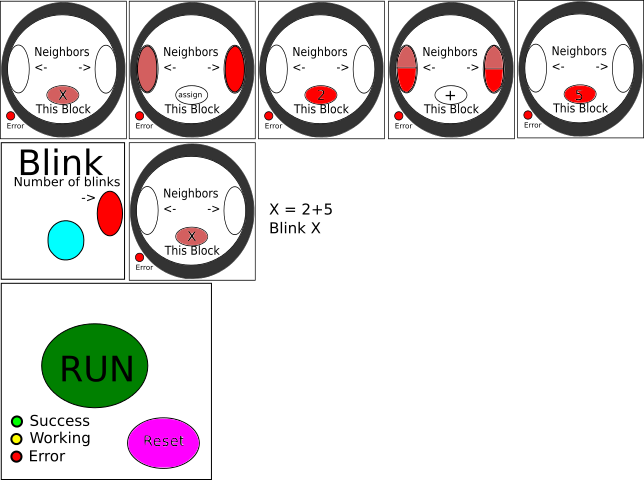 Neighbors
<- ->
X
This Block
Error
Neighbors
<- ->
assign
This Block
Error
Neighbors
<- ->
2
This Block
Error
Neighbors
<- ->
+
This Block
Error
Neighbors
<- ->
5
This Block
Error
Blink
Number of blinks
->
Neighbors
<- ->
X
This Block
Error
X = 2+5
Blink X
RUN
Success
Working
Error
Reset